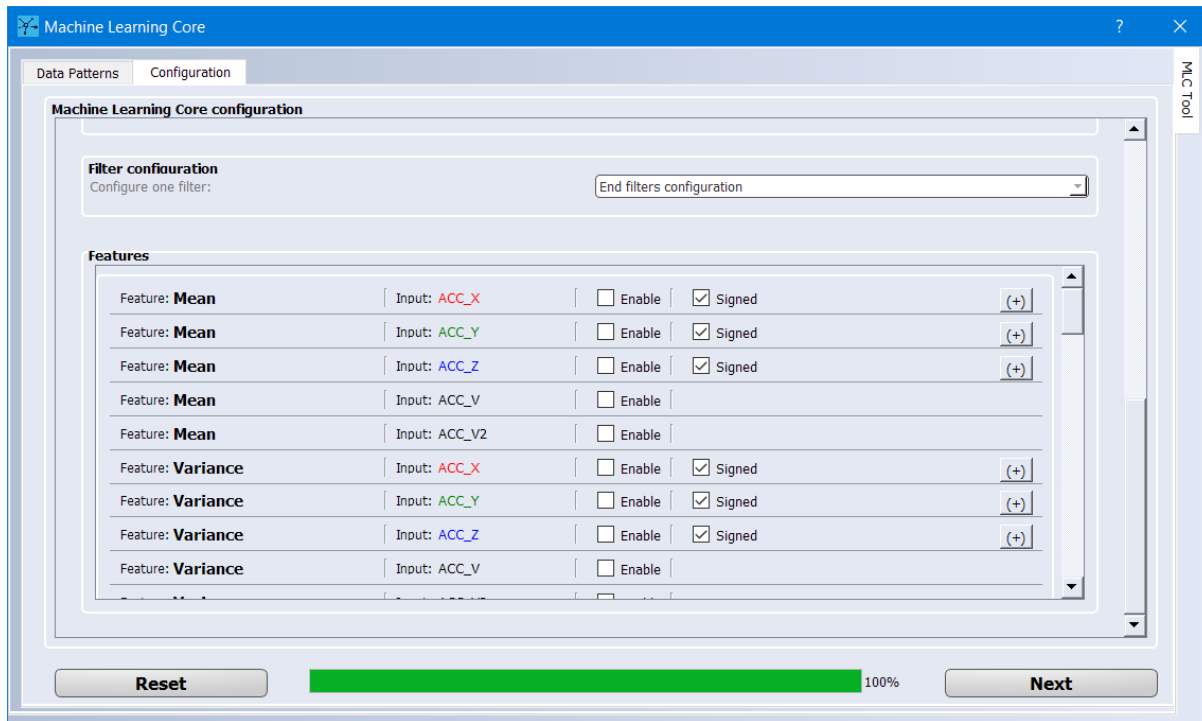 Machine Learning Core ?
MLC Tool
Data Patterns Configuration
Machine Learning Core configuration
Filter configuration
Configure one filter: End filters configuration
Features
Feature: Mean Input: ACC_X Enable Signed (+)
Feature: Mean Input: ACC_Y Enable Signed (+)
Feature: Mean Input: ACC_Z Enable Signed (+)
Feature: Mean Input: ACC_V Enable
Feature: Mean Input: ACC_V2 Enable
Feature: Variance Input: ACC_X Enable Signed (+)
Feature: Variance Input: ACC_Y Enable Signed (+)
Feature: Variance Input: ACC_Z Enable Signed (+)
Feature: Variance Input: ACC_V Enable
Reset 100% Next